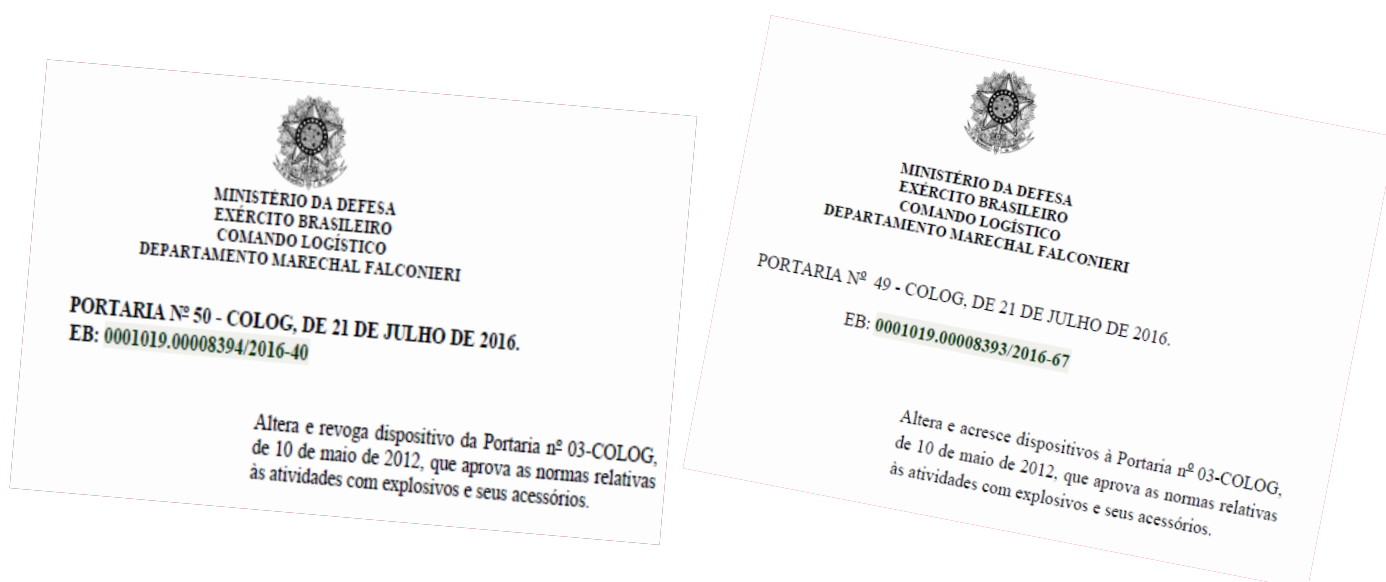 MINISTÉRIO DA DEFESA
EXÉRCITO BRASILEIRO
COMANDO LOGÍSTICO
DEPARTAMENTO MARECHAL FALCONIERI
PORTARIA Nº 50 - COLOG, DE 21 DE JULHO DE 2016.
EB: 0001019.00008394/2016-40
Altera e revoga dispositivo da Portaria nº 03-COLOG,
de 10 de maio de 2012, que aprova as normas relativas
às atividades com explosivos e seus acessórios.
MINISTÉRIO DA DEFESA
EXÉRCITO BRASILEIRO
COMANDO LOGÍSTICO
DEPARTAMENTO MARECHAL FALCONIERI
PORTARIA Nº 49 - COLOG, DE 21 DE JULHO DE 2016.
EB: 0001019.00008393/2016-67
Altera e acresce dispositivos à Portaria nº 03-COLOG,
de 10 de maio de 2012, que aprova as normas relativas
às atividades com explosivos e seus acessórios.